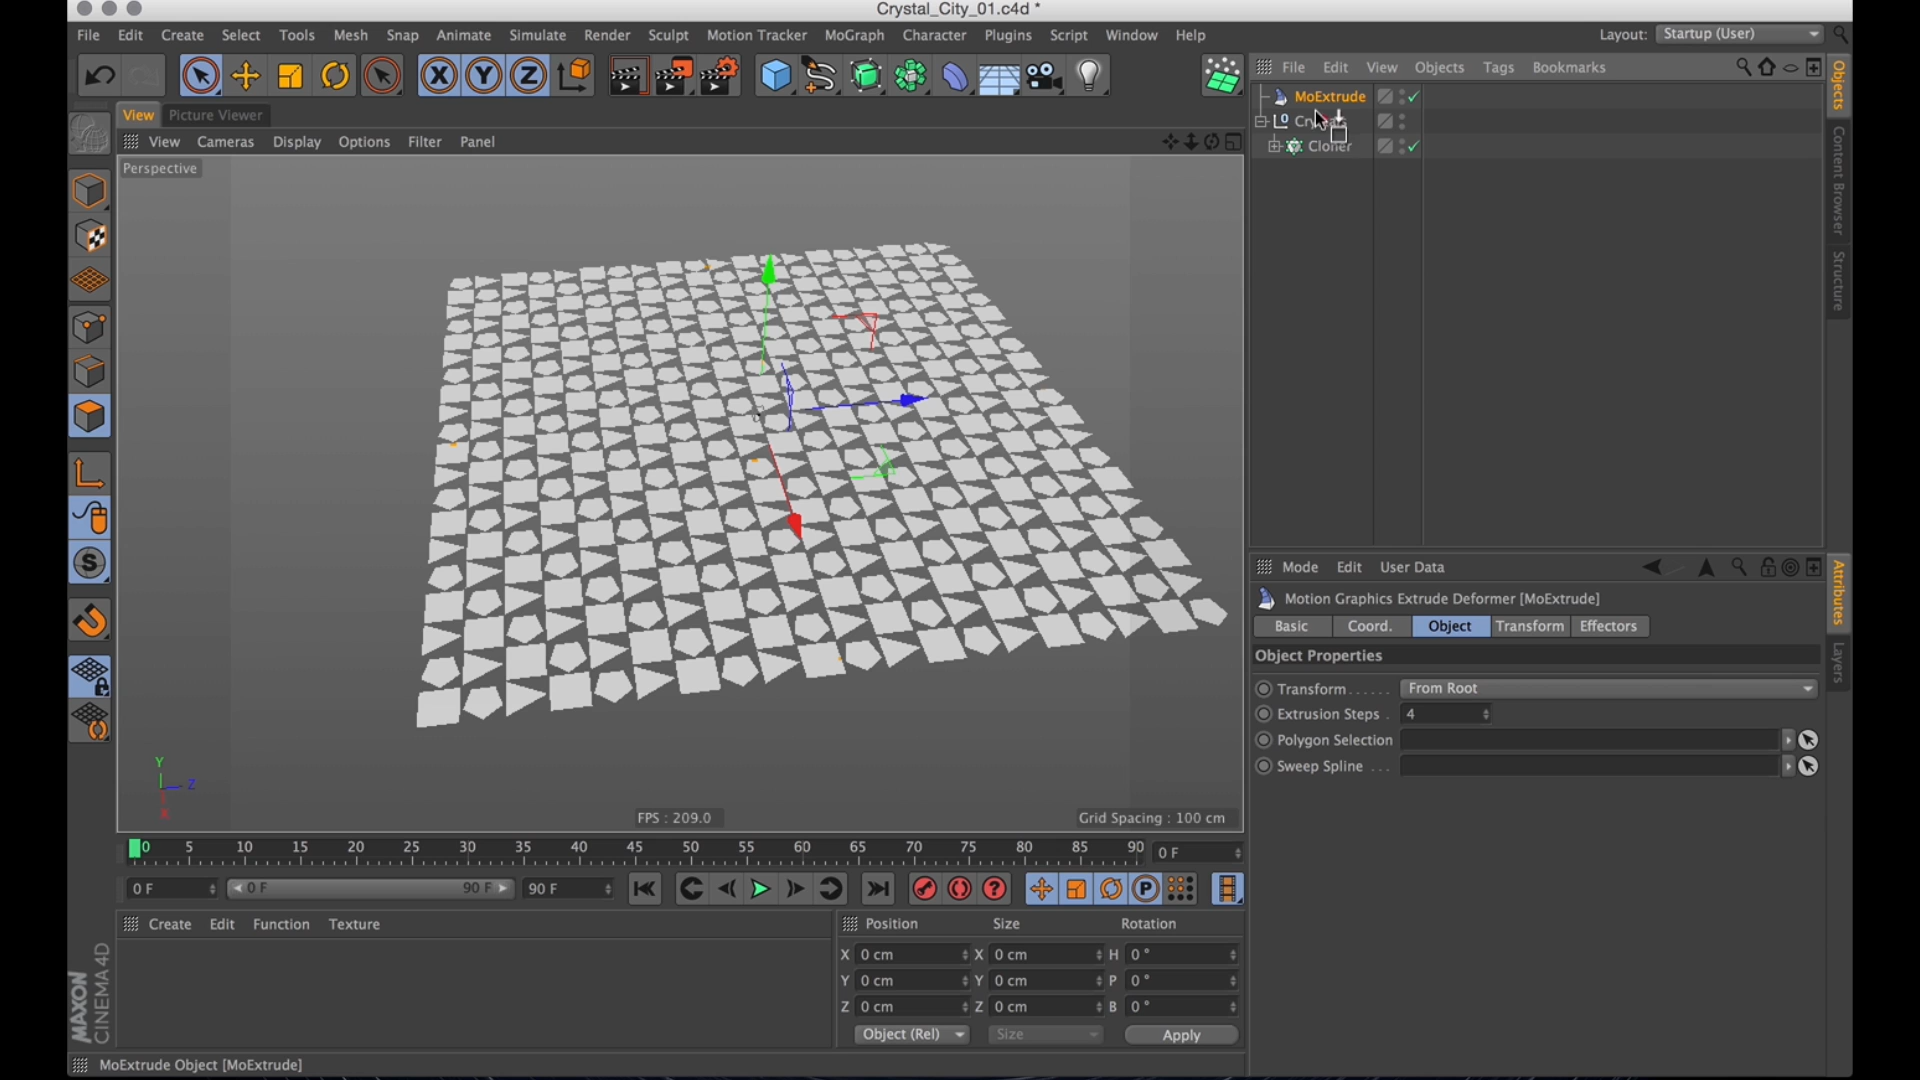 Crystal_City_01.c4d *
File Edit Create Select Tools Mesh Snap Animate Simulate Render Sculpt Motion Tracker MoGraph Character Plugins Script Window Help Layout: Startup (User)
X Y Z
File Edit View Objects Tags Bookmarks
View Picture Viewer
MoExtrude
View Cameras Display Options Filter Panel
Cloner
Perspective
Objects
Content Browser
Structure
Mode Edit User Data
Motion Graphics Extrude Deformer [MoExtrude]
Basic Coord. Object Transform Effectors
Object Properties
Transform...... From Root
Extrusion Steps . 4
Polygon Selection
Sweep Spline ...
Attributes
Layers
S
Y
Z
X
FPS : 209.0
Grid Spacing : 100 cm
0 5 10 15 20 25 30 35 40 45 50 55 60 65 70 75 80 85 90 0 F
0 F 0 F 90 F 90 F ? P
Create Edit Function Texture
Position Size Rotation
X 0 cm X 0 cm H 0 °
Y 0 cm Y 0 cm P 0 °
Z 0 cm Z 0 cm B 0 °
Object (Rel) Size Apply
MAXON
CINEMA 4D
MoExtrude Object [MoExtrude]